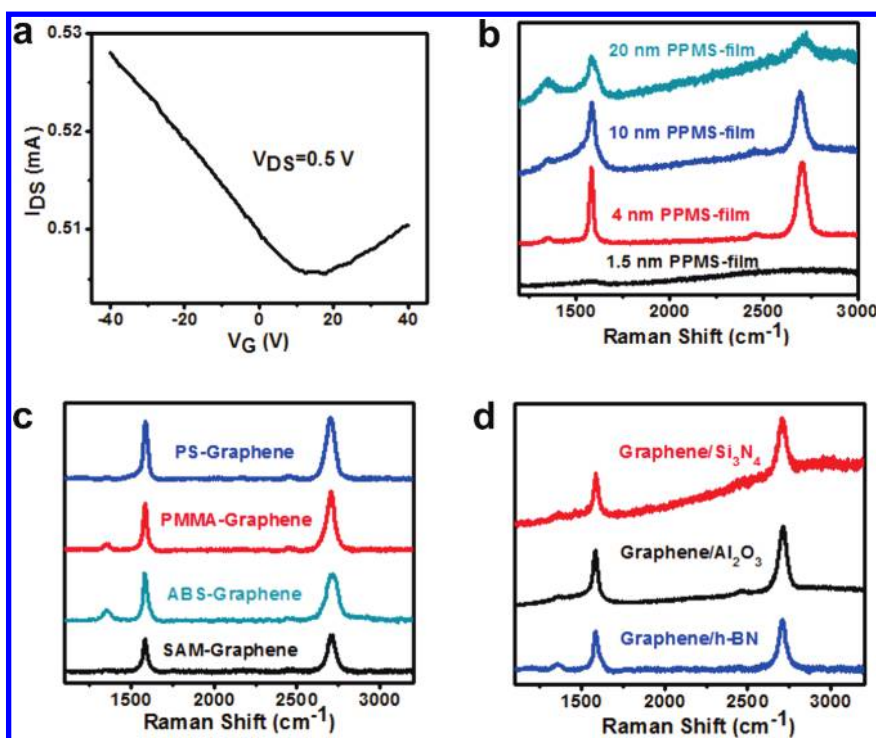 a
0.53
0.52
0.51
I_DS (mA)
V_DS=0.5 V
-40 -20 0 20 40
V_G (V)
b
20 nm PPMS-film
10 nm PPMS-film
4 nm PPMS-film
1.5 nm PPMS-film
1500 2000 2500 3000
Raman Shift (cm⁻¹)
c
PS-Graphene
PMMA-Graphene
ABS-Graphene
SAM-Graphene
1500 2000 2500 3000
Raman Shift (cm⁻¹)
d
Graphene/Si₃N₄
Graphene/Al₂O₃
Graphene/h-BN
1500 2000 2500 3000
Raman Shift (cm⁻¹)